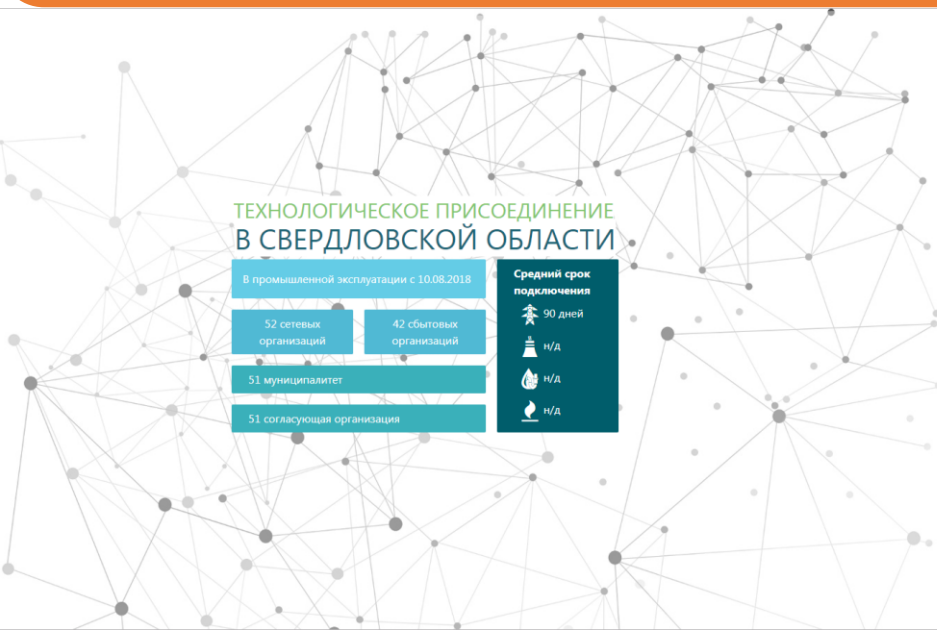 ТЕХНОЛОГИЧЕСКОЕ ПРИСОЕДИНЕНИЕ
В СВЕРДЛОВСКОЙ ОБЛАСТИ
В промышленной эксплуатации с 10.08.2018
52 сетевых
организаций
42 сбытовых
организаций
51 муниципалитет
51 согласующая организация
Средний срок
подключения
90 дней
н/д
н/д
н/д